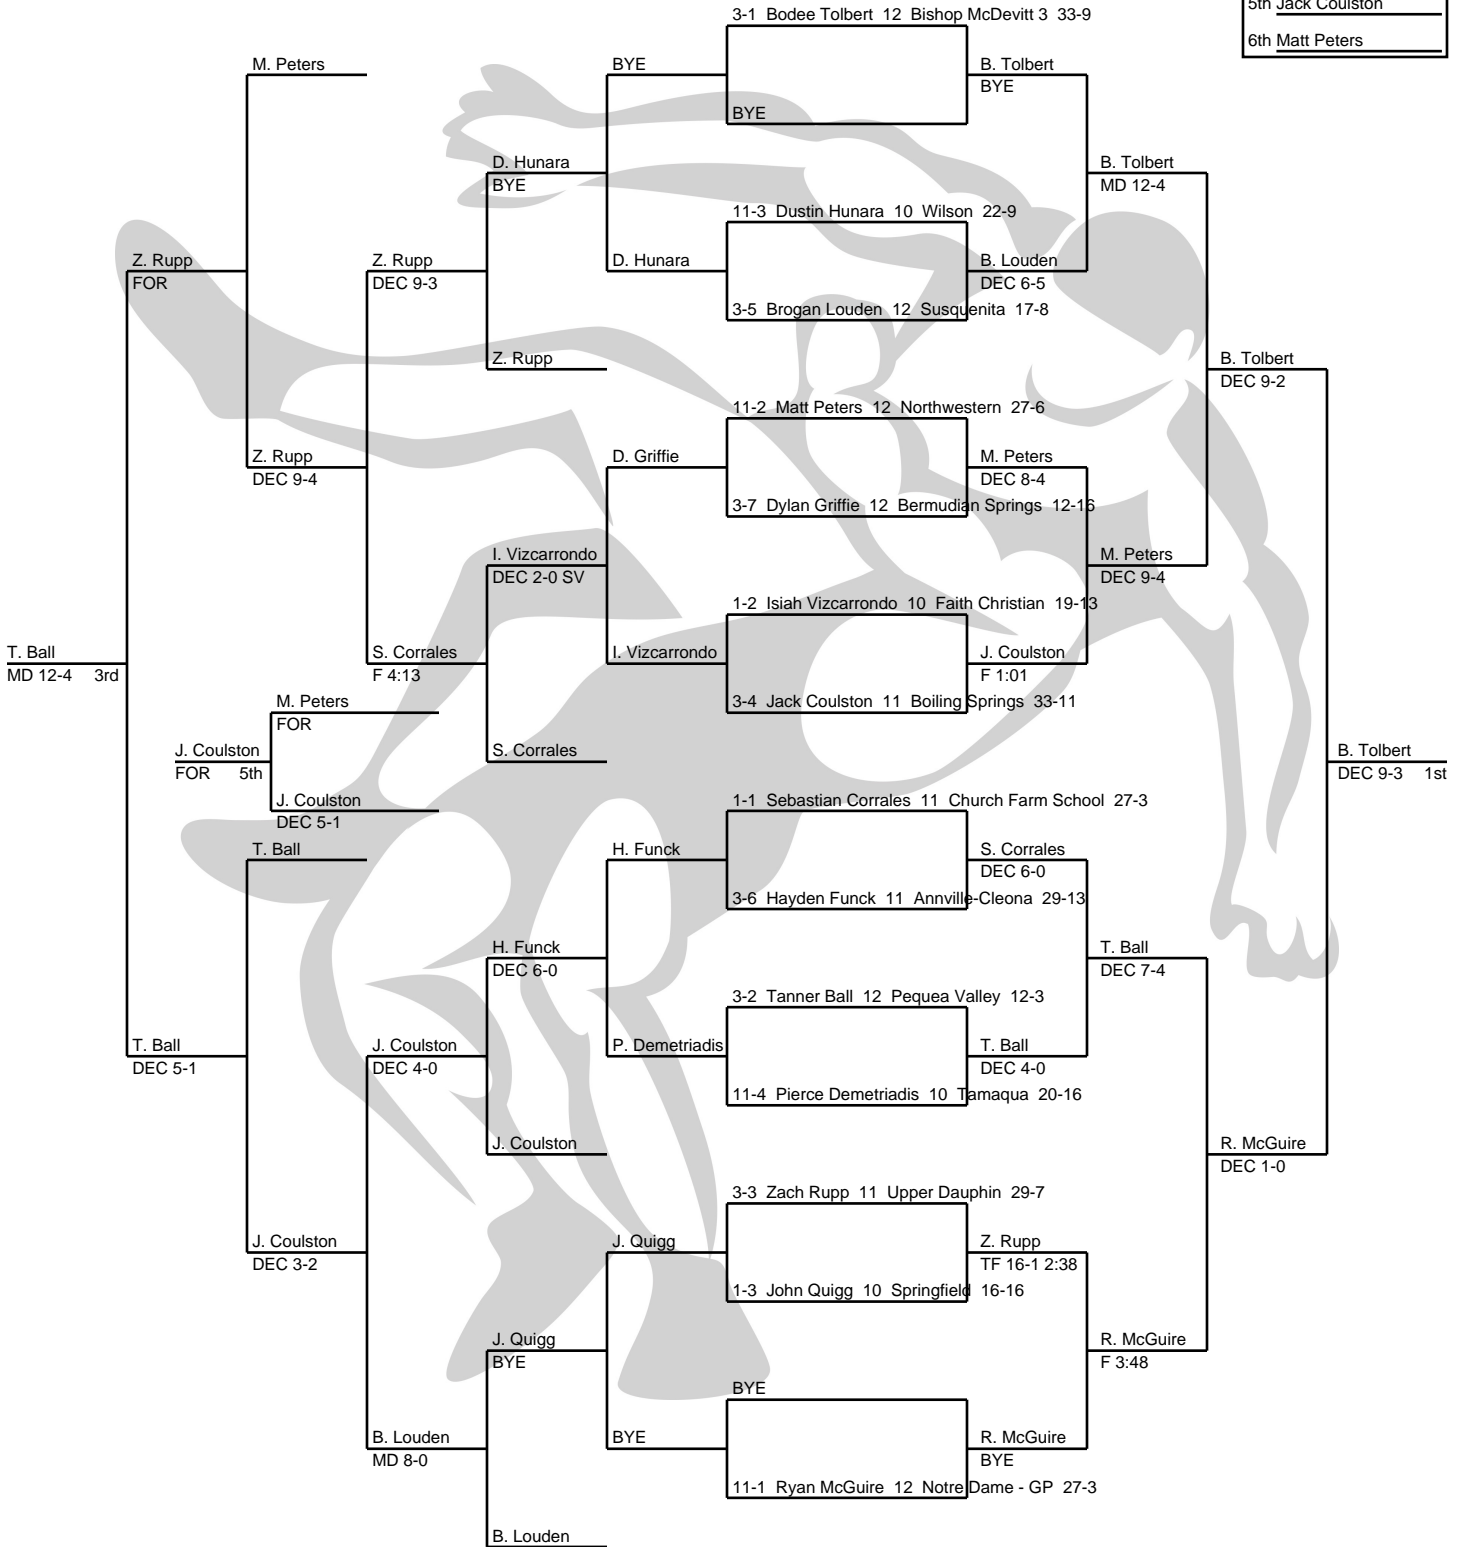 5th Jack Coulston
6th Matt Peters
3-1 Bodee Tolbert 12 Bishop McDevitt 3 33-9
M. Peters
BYE
B. Tolbert
BYE
BYE
D. Hunara
BYE
B. Tolbert
MD 12-4
11-3 Dustin Hunara 10 Wilson 22-9
Z. Rupp
FOR
Z. Rupp
DEC 9-3
D. Hunara
B. Louden
DEC 6-5
3-5 Brogan Louden 12 Susquenita 17-8
Z. Rupp
B. Tolbert
DEC 9-2
11-2 Matt Peters 12 Northwestern 27-6
Z. Rupp
DEC 9-4
D. Griffie
M. Peters
DEC 8-4
3-7 Dylan Griffie 12 Bermudian Springs 12-16
I. Vizcarrondo
DEC 2-0 SV
M. Peters
DEC 9-4
1-2 Isiah Vizcarrondo 10 Faith Christian 19-13
T. Ball
MD 12-4 3rd
S. Corrales
F 4:13
I. Vizcarrondo
J. Coulston
F 1:01
3-4 Jack Coulston 11 Boiling Springs 33-11
M. Peters
FOR
J. Coulston
FOR 5th
S. Corrales
B. Tolbert
DEC 9-3 1st
J. Coulston
DEC 5-1
1-1 Sebastian Corrales 11 Church Farm School 27-3
T. Ball
H. Funck
S. Corrales
DEC 6-0
3-6 Hayden Funck 11 Annville-Cleona 29-13
H. Funck
DEC 6-0
T. Ball
DEC 7-4
3-2 Tanner Ball 12 Pequea Valley 12-3
T. Ball
DEC 5-1
J. Coulston
DEC 4-0
P. Demetriadis
T. Ball
DEC 4-0
11-4 Pierce Demetriadis 10 Tamaqua 20-16
J. Coulston
R. McGuire
DEC 1-0
3-3 Zach Rupp 11 Upper Dauphin 29-7
J. Coulston
DEC 3-2
J. Quigg
Z. Rupp
TF 16-1 2:38
1-3 John Quigg 10 Springfield 16-16
J. Quigg
BYE
R. McGuire
F 3:48
BYE
B. Louden
MD 8-0
BYE
R. McGuire
BYE
11-1 Ryan McGuire 12 Notre Dame - GP 27-3
B. Louden